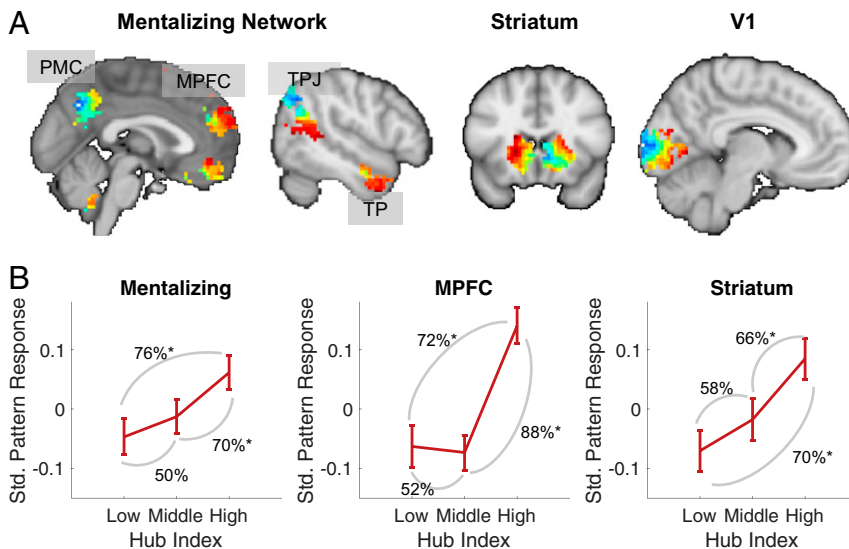 A
Mentalizing Network
Striatum
V1
PMC
MPFC
TPJ
TP
B
Mentalizing
MPFC
Striatum
Std. Pattern Response
0.1
0
-0.1
76%*
70%*
50%
Low Middle High
Hub Index
Std. Pattern Response
0.1
0
-0.1
72%*
88%*
52%
Low Middle High
Hub Index
Std. Pattern Response
0.1
0
-0.1
66%*
58%
70%*
Low Middle High
Hub Index